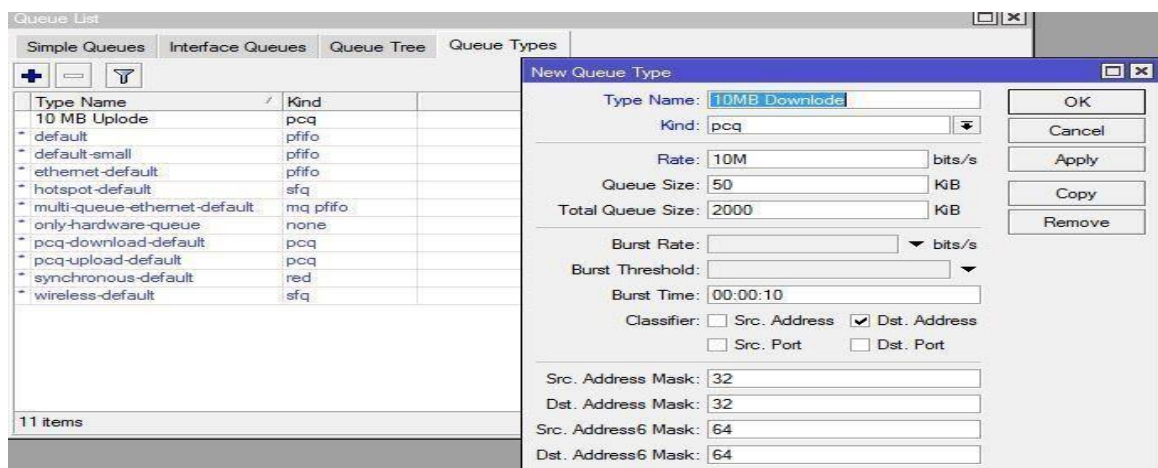 Queue List
Simple Queues Interface Queues Queue Tree Queue Types
Type Name / Kind
10 MB Uplode pcq
* default pfifo
* default-small pfifo
* ethernet-default pfifo
* hotspot-default sfq
* multi-queue-ethernet-default mq pfifo
* only-hardware-queue none
* pcq-download-default pcq
* pcq-upload-default pcq
* synchronous-default red
* wireless-default sfq
11 items
New Queue Type
Type Name: 10MB Downlode
Kind: pcq
Rate: 10M bits/s
Queue Size: 50 KiB
Total Queue Size: 2000 KiB
Burst Rate: bits/s
Burst Threshold:
Burst Time: 00:00:10
Classifier: Src. Address Dst. Address
Src. Port Dst. Port
Src. Address Mask: 32
Dst. Address Mask: 32
Src. Address6 Mask: 64
Dst. Address6 Mask: 64
OK
Cancel
Apply
Copy
Remove